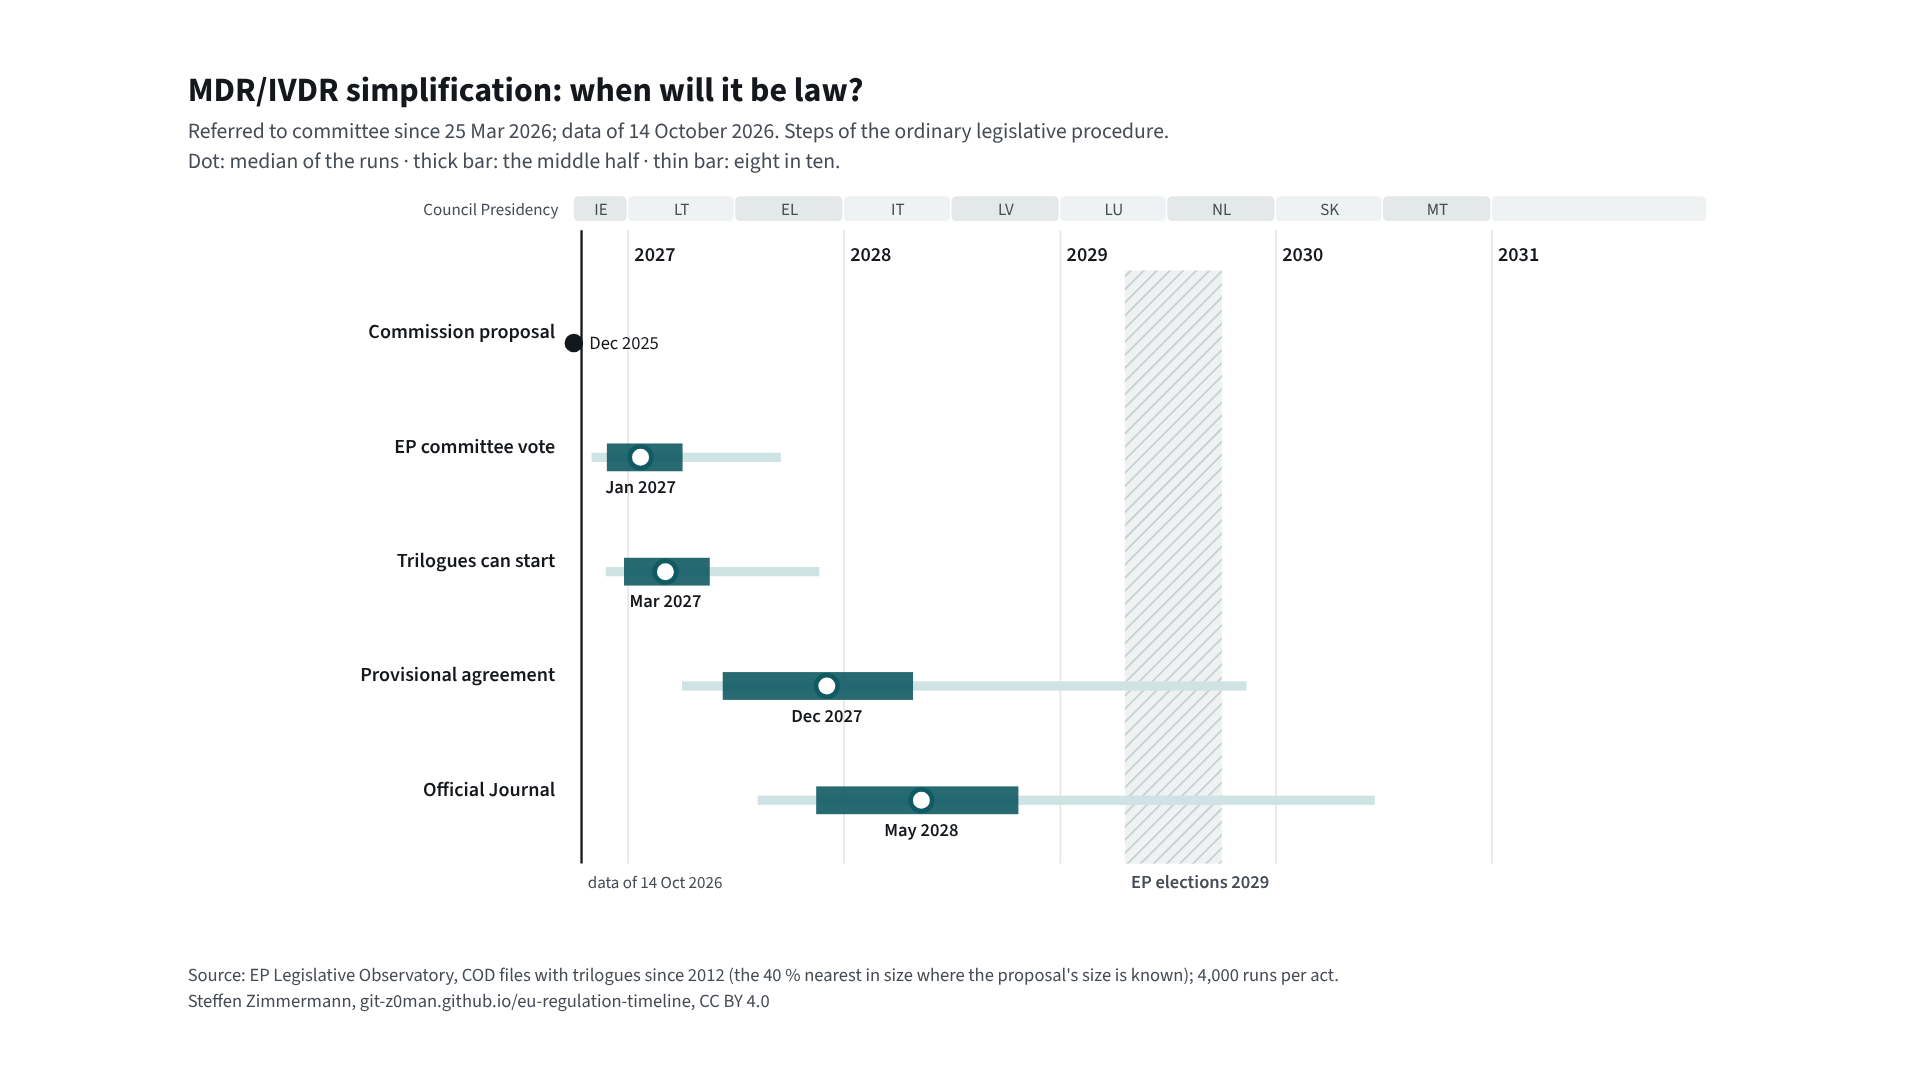 MDR/IVDR simplification: when will it be law?
Referred to committee since 25 Mar 2026; data of 14 October 2026. Steps of the ordinary legislative procedure.
Dot: median of the runs · thick bar: the middle half · thin bar: eight in ten.
Council Presidency IE LT EL IT LV LU NL SK MT
2027 2028 2029 2030 2031
Commission proposal
Dec 2025
EP committee vote
Jan 2027
Trilogues can start
Mar 2027
Provisional agreement
Dec 2027
Official Journal
May 2028
data of 14 Oct 2026 EP elections 2029
Source: EP Legislative Observatory, COD files with trilogues since 2012 (the 40 % nearest in size where the proposal's size is known); 4,000 runs per act.
Steffen Zimmermann, git-z0man.github.io/eu-regulation-timeline, CC BY 4.0